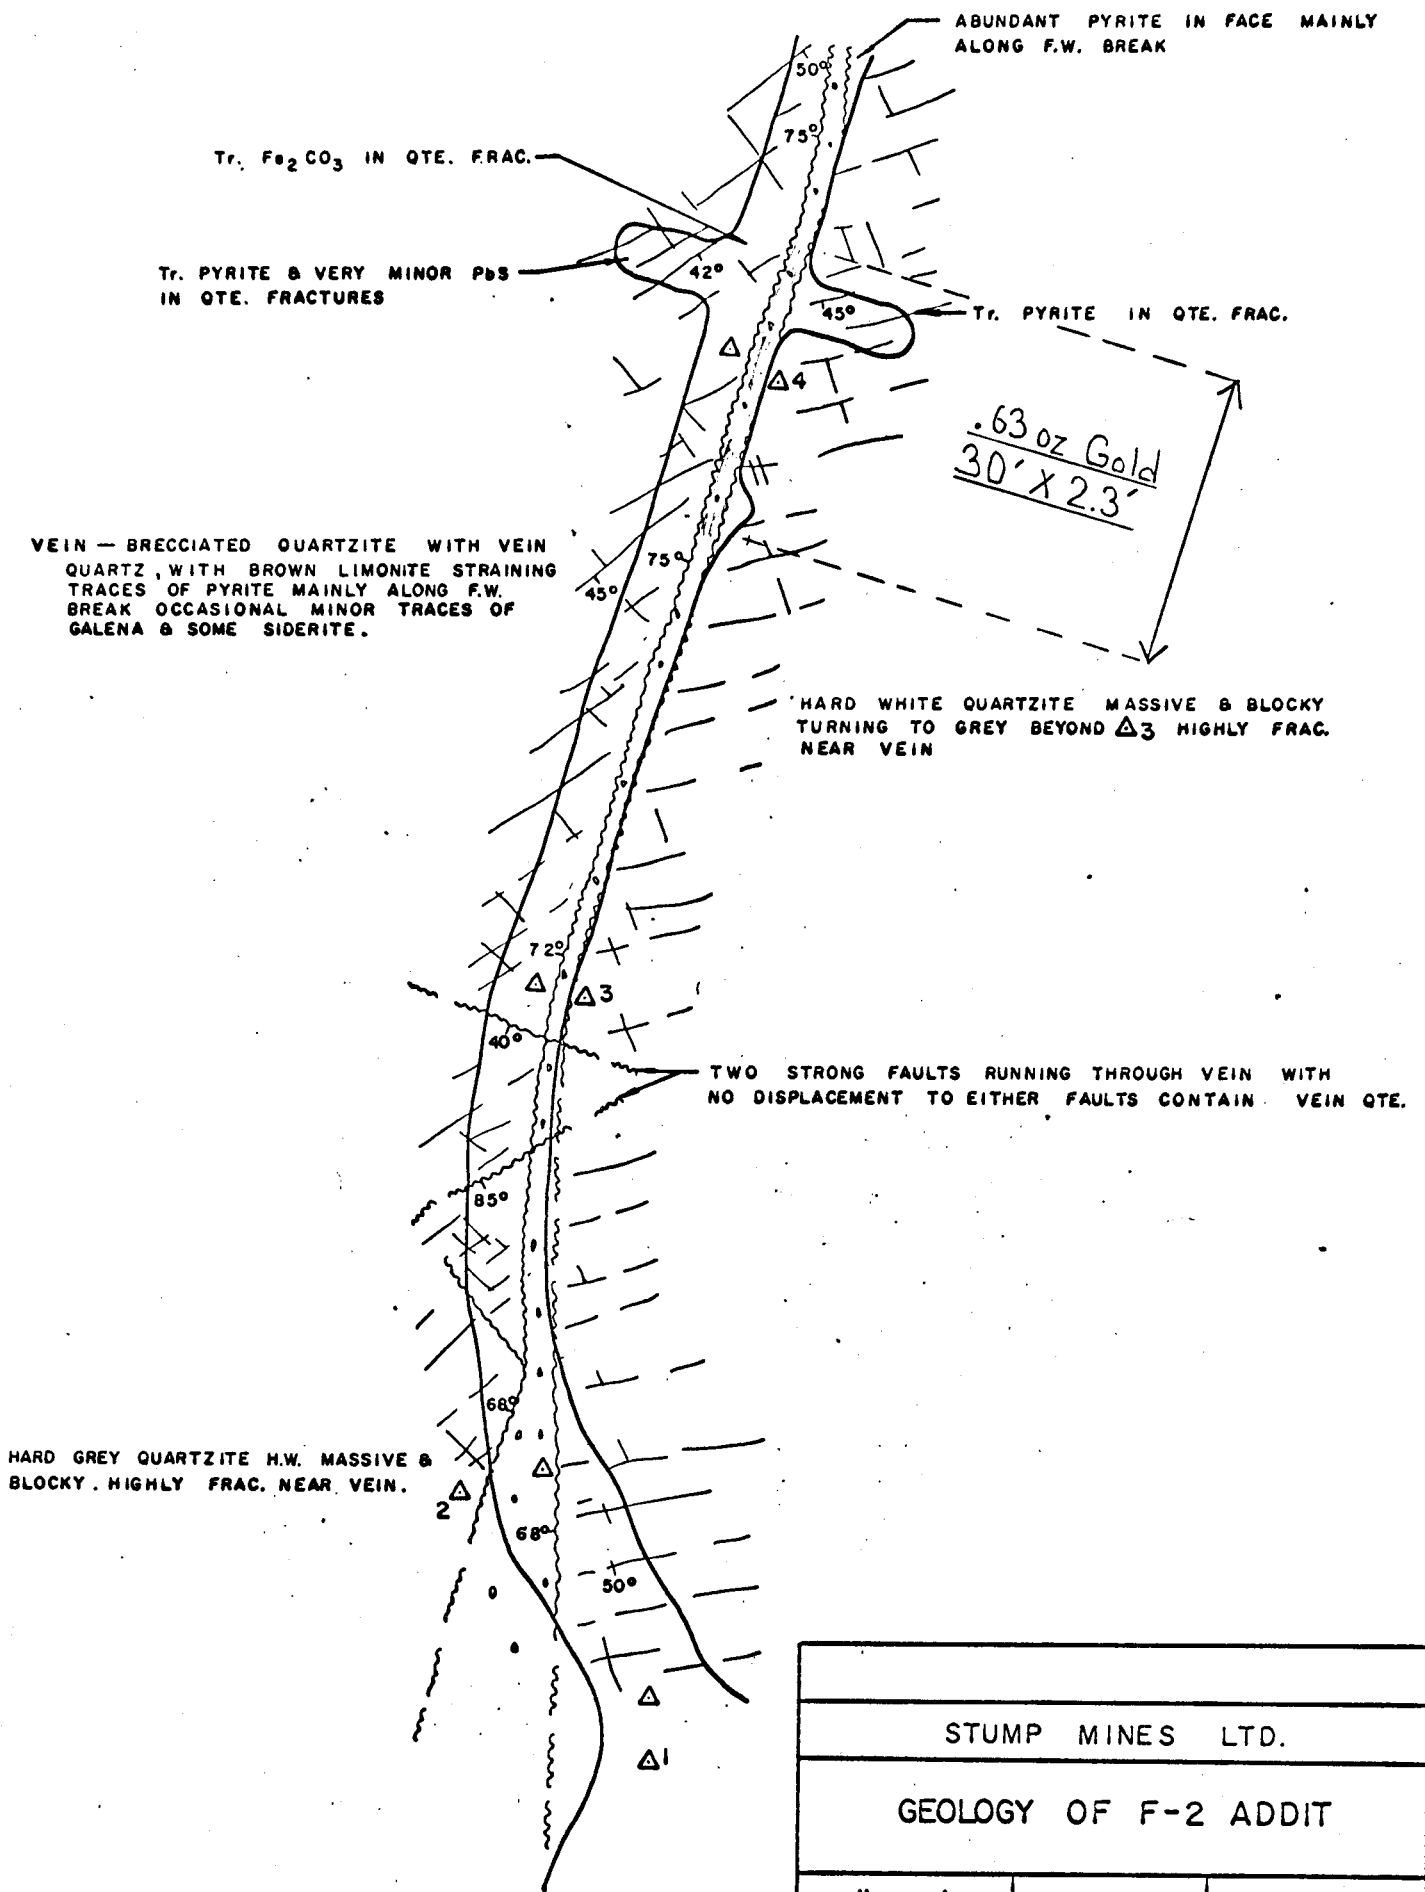 ABUNDANT PYRITE IN FACE MAINLY
ALONG F.W. BREAK
50°
75°
Tr. Fe2CO3 IN QTE. FRAC.
42°
Tr. PYRITE & VERY MINOR PbS
IN QTE. FRACTURES
45°
Tr. PYRITE IN QTE. FRAC.
4
.63 oz Gold
30' X 2.3'
VEIN — BRECCIATED QUARTZITE WITH VEIN
QUARTZ, WITH BROWN LIMONITE STRAINING
TRACES OF PYRITE MAINLY ALONG F.W.
BREAK OCCASIONAL MINOR TRACES OF
GALENA & SOME SIDERITE.
75°
45°
HARD WHITE QUARTZITE MASSIVE & BLOCKY
TURNING TO GREY BEYOND △3 HIGHLY FRAC.
NEAR VEIN
72°
3
40°
TWO STRONG FAULTS RUNNING THROUGH VEIN WITH
NO DISPLACEMENT TO EITHER FAULTS CONTAIN VEIN QTE.
85°
68°
HARD GREY QUARTZITE H.W. MASSIVE &
BLOCKY. HIGHLY FRAC. NEAR VEIN.
2
68°
50°
1
STUMP MINES LTD.
GEOLOGY OF F-2 ADDIT